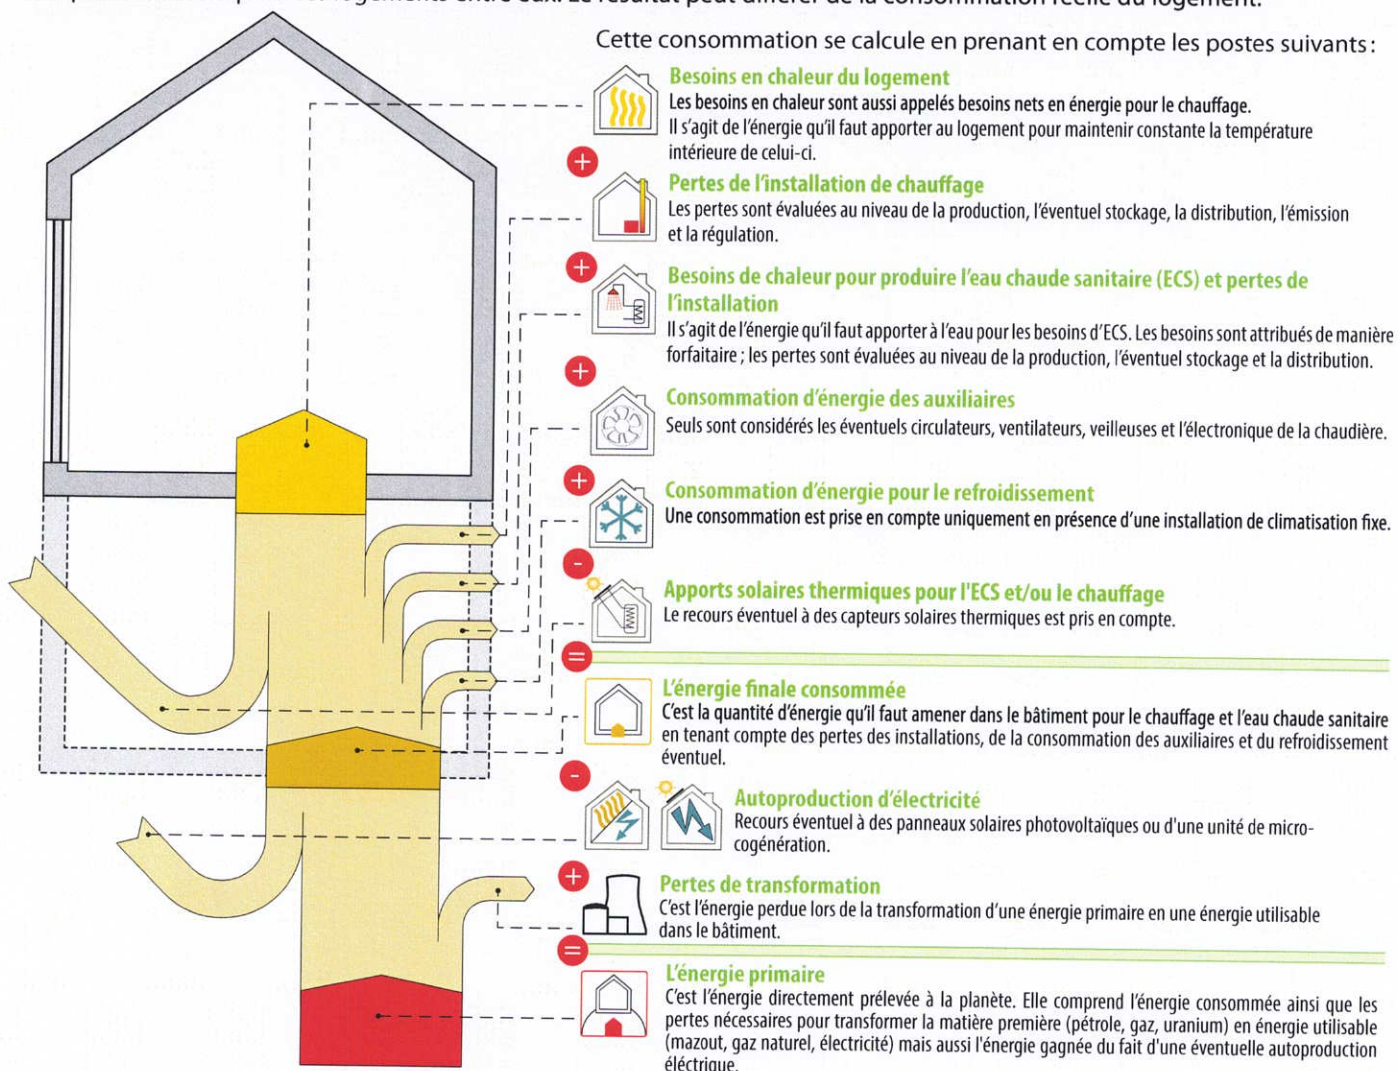 Le résultat peut différer de la consommation réelle du logement.
Cette consommation se calcule en prenant en compte les postes suivants :
Besoins en chaleur du logement
Les besoins en chaleur sont aussi appelés besoins nets en énergie pour le chauffage.
Il s'agit de l'énergie qu'il faut apporter au logement pour maintenir constante la température
intérieure de celui-ci.
+
Pertes de l'installation de chauffage
Les pertes sont évaluées au niveau de la production, l'éventuel stockage, la distribution, l'émission
et la régulation.
+
Besoins de chaleur pour produire l'eau chaude sanitaire (ECS) et pertes de
l'installation
Il s'agit de l'énergie qu'il faut apporter à l'eau pour les besoins d'ECS. Les besoins sont attribués de manière
forfaitaire ; les pertes sont évaluées au niveau de la production, l'éventuel stockage et la distribution.
+
Consommation d'énergie des auxiliaires
Seuls sont considérés les éventuels circulateurs, ventilateurs, veilleuses et l'électronique de la chaudière.
+
Consommation d'énergie pour le refroidissement
Une consommation est prise en compte uniquement en présence d'une installation de climatisation fixe.
-
Apports solaires thermiques pour l'ECS et/ou le chauffage
Le recours éventuel à des capteurs solaires thermiques est pris en compte.
=
L'énergie finale consommée
C'est la quantité d'énergie qu'il faut amener dans le bâtiment pour le chauffage et l'eau chaude sanitaire
en tenant compte des pertes des installations, de la consommation des auxiliaires et du refroidissement
éventuel.
-
Autoproduction d'électricité
Recours éventuel à des panneaux solaires photovoltaïques ou d'une unité de micro-
cogénération.
+
Pertes de transformation
C'est l'énergie perdue lors de la transformation d'une énergie primaire en une énergie utilisable
dans le bâtiment.
=
L'énergie primaire
C'est l'énergie directement prélevée à la planète. Elle comprend l'énergie consommée ainsi que les
pertes nécessaires pour transformer la matière première (pétrole, gaz, uranium) en énergie utilisable
(mazout, gaz naturel, électricité) mais aussi l'énergie gagnée du fait d'une éventuelle autoproduction
éléctrique.